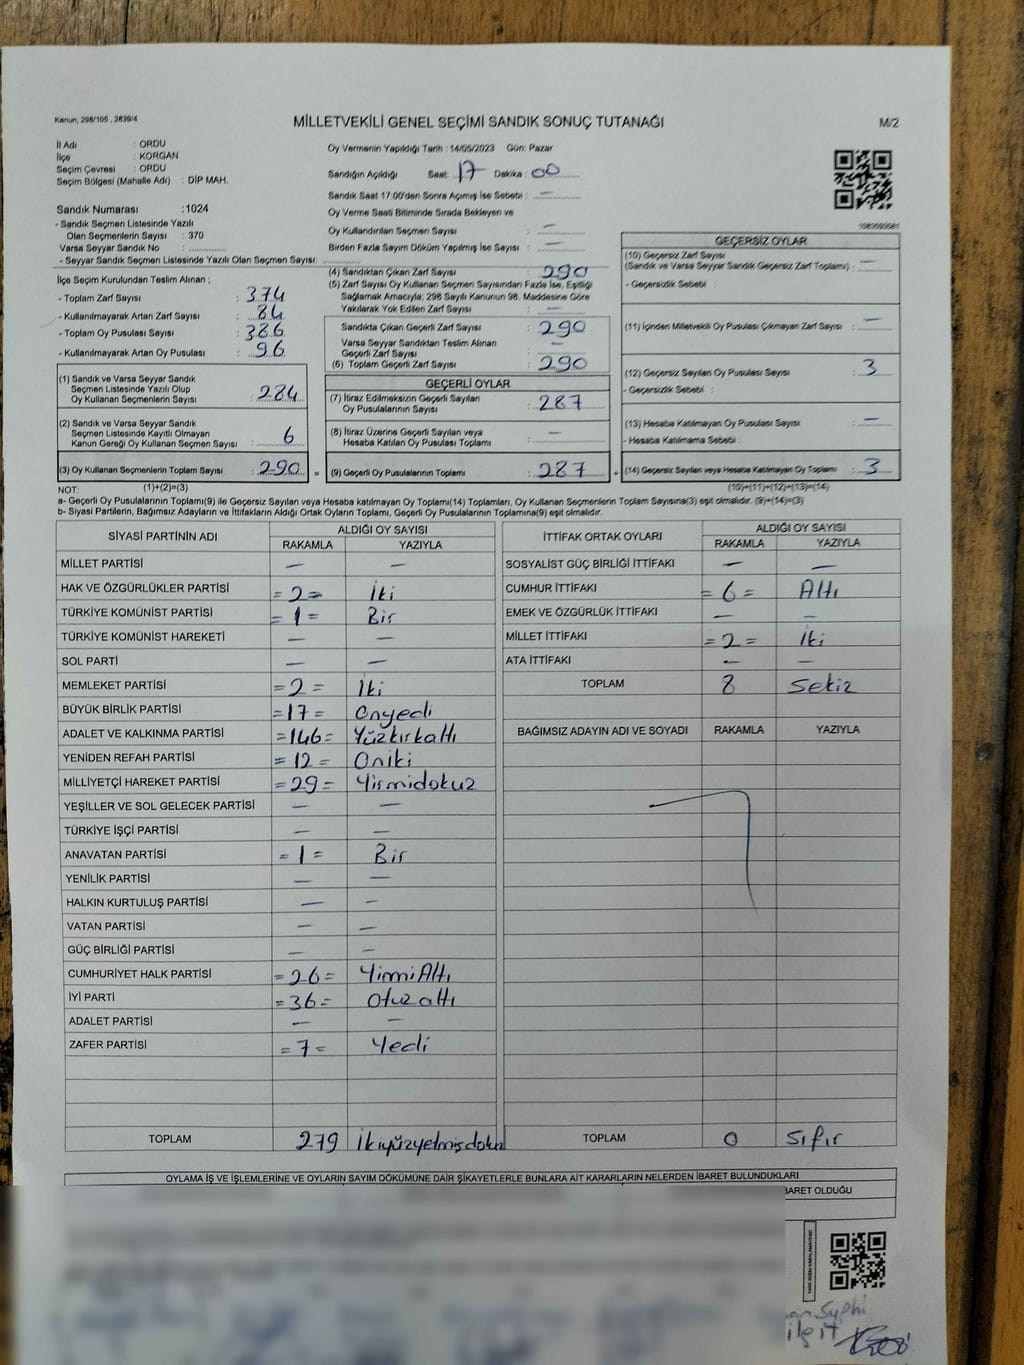 Kanun; 298/105 , 2839/4
MİLLETVEKİLİ GENEL SEÇİMİ SANDIK SONUÇ TUTANAĞI
M/2
İl Adı : ORDU
İlçe : KORGAN
Seçim Çevresi : ORDU
Seçim Bölgesi (Mahalle Adı) : DİP MAH.
Oy Vermenin Yapıldığı Tarih : 14/05/2023 Gün: Pazar
Sandığın Açıldığı Saat: 17 Dakika : 00
Sandık Saat 17:00'den Sonra Açılmış İse Sebebi : —
Oy Verme Saati Bitiminde Sırada Bekleyen ve
Oy Kullandırılan Seçmen Sayısı : —
Birden Fazla Sayım Döküm Yapılmış İse Sayısı : —
Sandık Numarası :1024
- Sandık Seçmen Listesinde Yazılı
Olan Seçmenlerin Sayısı : 370
Varsa Seyyar Sandık No :
- Seyyar Sandık Seçmen Listesinde Yazılı Olan Seçmen Sayısı:
İlçe Seçim Kurulundan Teslim Alınan ;
- Toplam Zarf Sayısı : 374
- Kullanılmayarak Artan Zarf Sayısı : 84
- Toplam Oy Pusulası Sayısı : 386
- Kullanılmayarak Artan Oy Pusulası : 96
(1) Sandık ve Varsa Seyyar Sandık
Seçmen Listesinde Yazılı Olup
Oy Kullanan Seçmenlerin Sayısı : 284
(2) Sandık ve Varsa Seyyar Sandık
Seçmen Listesinde Kayıtlı Olmayan
Kanun Gereği Oy Kullanan Seçmen Sayısı : 6
(3) Oy Kullanan Seçmenlerin Toplam Sayısı : 290 =
(4) Sandıktan Çıkan Zarf Sayısı : 290
(5) Zarf Sayısı Oy Kullanan Seçmen Sayısından Fazla İse, Eşitliği
Sağlamak Amacıyla; 298 Sayılı Kanunun 98. Maddesine Göre
Yakılarak Yok Edilen Zarf Sayısı : —
Sandıkta Çıkan Geçerli Zarf Sayısı : 290
Varsa Seyyar Sandıktan Teslim Alınan
Geçerli Zarf Sayısı : —
(6) Toplam Geçerli Zarf Sayısı : 290
GEÇERLİ OYLAR
(7) İtiraz Edilmeksizin Geçerli Sayılan
Oy Pusulalarının Sayısı : 287
(8) İtiraz Üzerine Geçerli Sayılan veya
Hesaba Katılan Oy Pusulası Toplamı : —
(9) Geçerli Oy Pusulalarının Toplamı : 287 +
GEÇERSİZ OYLAR
(10) Geçersiz Zarf Sayısı
(Sandık ve Varsa Seyyar Sandık Geçersiz Zarf Toplamı) : —
- Geçersizlik Sebebi :
(11) İçinden Milletvekili Oy Pusulası Çıkmayan Zarf Sayısı : —
(12) Geçersiz Sayılan Oy Pusulası Sayısı : 3
- Geçersizlik Sebebi :
(13) Hesaba Katılmayan Oy Pusulası Sayısı : —
- Hesaba Katılmama Sebebi :
(14) Geçersiz Sayılan veya Hesaba Katılmayan Oy Toplamı : 3
NOT: (1)+(2)=(3) (10)+(11)+(12)+(13)=(14)
a- Geçerli Oy Pusulalarının Toplamı(9) ile Geçersiz Sayılan veya Hesaba katılmayan Oy Toplamı(14) Toplamları, Oy Kullanan Seçmenlerin Toplam Sayısına(3) eşit olmalıdır. (9)+(14)=(3)
b- Siyasi Partilerin, Bağımsız Adayların ve İttifakların Aldığı Ortak Oyların Toplamı, Geçerli Oy Pusulalarının Toplamına(9) eşit olmalıdır.
SİYASİ PARTİNİN ADI ALDIĞI OY SAYISI
RAKAMLA YAZIYLA
MİLLET PARTİSİ — —
HAK VE ÖZGÜRLÜKLER PARTİSİ =2= İki
TÜRKİYE KOMÜNİST PARTİSİ =1= Bir
TÜRKİYE KOMÜNİST HAREKETİ — —
SOL PARTİ — —
MEMLEKET PARTİSİ =2= İki
BÜYÜK BİRLİK PARTİSİ =17= Onyedi
ADALET VE KALKINMA PARTİSİ =146= Yüzkırkaltı
YENİDEN REFAH PARTİSİ =12= Oniki
MİLLİYETÇİ HAREKET PARTİSİ =29= Yirmidokuz
YEŞİLLER VE SOL GELECEK PARTİSİ — —
TÜRKİYE İŞÇİ PARTİSİ — —
ANAVATAN PARTİSİ =1= Bir
YENİLİK PARTİSİ — —
HALKIN KURTULUŞ PARTİSİ — —
VATAN PARTİSİ — —
GÜÇ BİRLİĞİ PARTİSİ — —
CUMHURİYET HALK PARTİSİ =26= YirmiAltı
İYİ PARTİ =36= Otuzaltı
ADALET PARTİSİ — —
ZAFER PARTİSİ =7= Yedi
TOPLAM 279 İkiyüzyetmişdokuz
İTTİFAK ORTAK OYLARI ALDIĞI OY SAYISI
RAKAMLA YAZIYLA
SOSYALİST GÜÇ BİRLİĞİ İTTİFAKI — —
CUMHUR İTTİFAKI =6= Altı
EMEK VE ÖZGÜRLÜK İTTİFAKI — —
MİLLET İTTİFAKI =2= İki
ATA İTTİFAKI — —
TOPLAM 8 Sekiz
BAĞIMSIZ ADAYIN ADI VE SOYADI RAKAMLA YAZIYLA
TOPLAM 0 Sıfır
OYLAMA İŞ VE İŞLEMLERİNE VE OYLARIN SAYIM DÖKÜMÜNE DAİR ŞİKAYETLERLE BUNLARA AİT KARARLARIN NELERDEN İBARET BULUNDUKLARI
BARET OLDUĞU